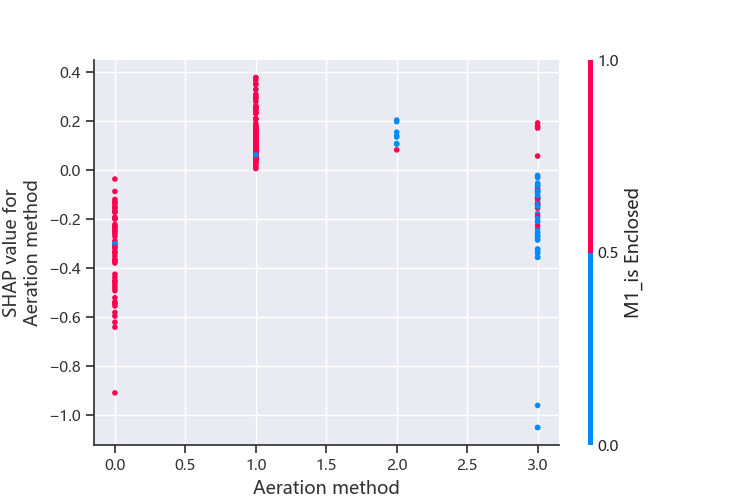 0.4
0.2
0.0
−0.2
−0.4
−0.6
−0.8
−1.0
SHAP value for
Aeration method
0.0 0.5 1.0 1.5 2.0 2.5 3.0
Aeration method
1.0
0.5
0.0
M1_is Enclosed